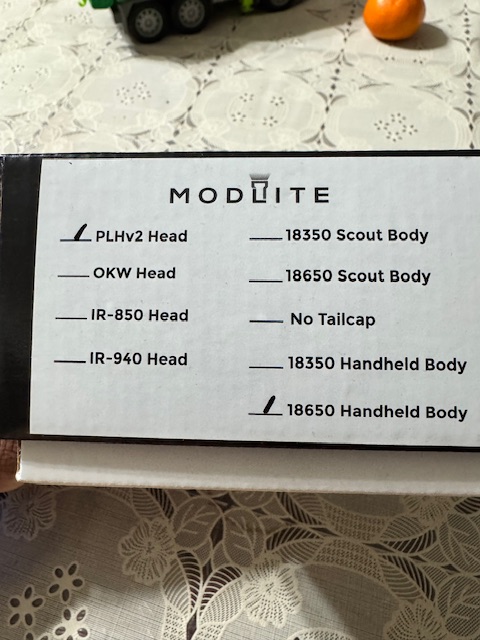 MODLITE
PLHv2 Head
OKW Head
IR-850 Head
IR-940 Head
18350 Scout Body
18650 Scout Body
No Tailcap
18350 Handheld Body
18650 Handheld Body